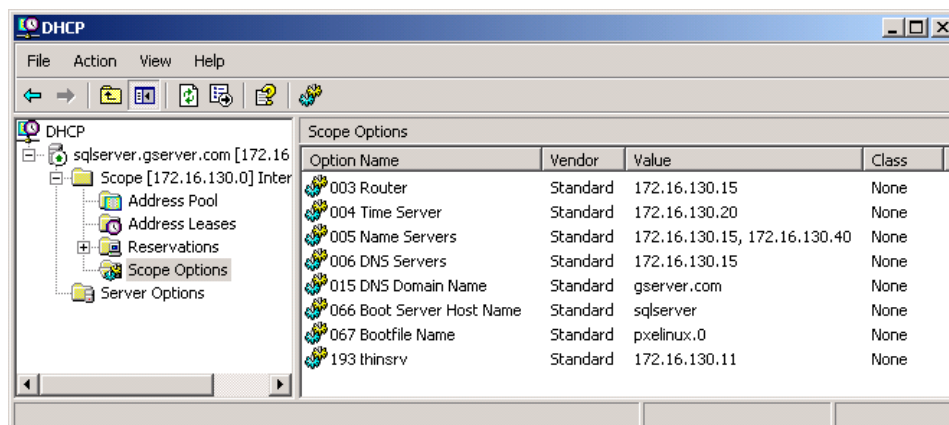 DHCP
File Action View Help
DHCP
sqlserver.gserver.com [172.16
Scope [172.16.130.0] Inter
Address Pool
Address Leases
Reservations
Scope Options
Server Options
Scope Options
Option Name Vendor Value Class
003 Router Standard 172.16.130.15 None
004 Time Server Standard 172.16.130.20 None
005 Name Servers Standard 172.16.130.15, 172.16.130.40 None
006 DNS Servers Standard 172.16.130.15 None
015 DNS Domain Name Standard gserver.com None
066 Boot Server Host Name Standard sqlserver None
067 Bootfile Name Standard pxelinux.0 None
193 thinsrv Standard 172.16.130.11 None